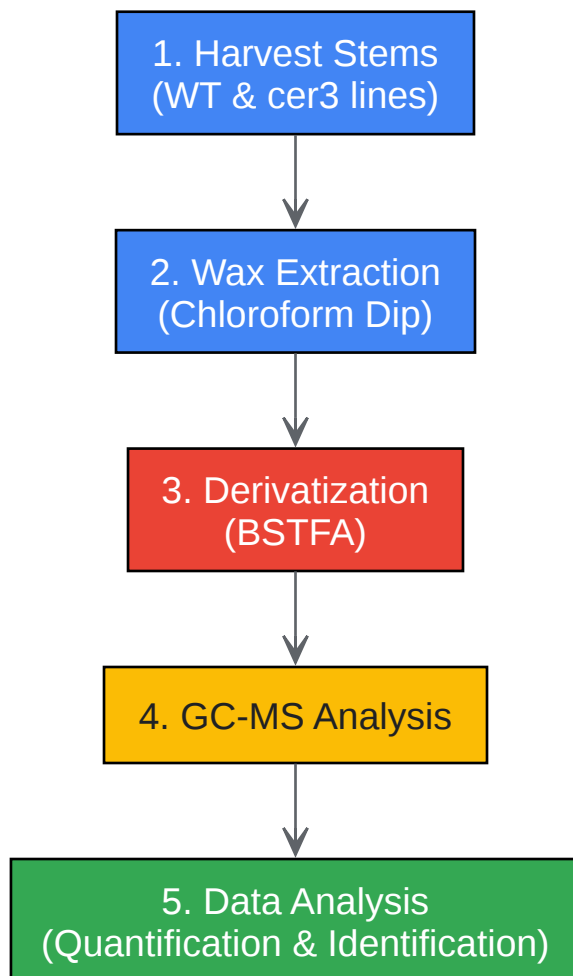 1. Harvest Stems
(WT & cer3 lines)
2. Wax Extraction
(Chloroform Dip)
3. Derivatization
(BSTFA)
4. GC-MS Analysis
5. Data Analysis
(Quantification & Identification)